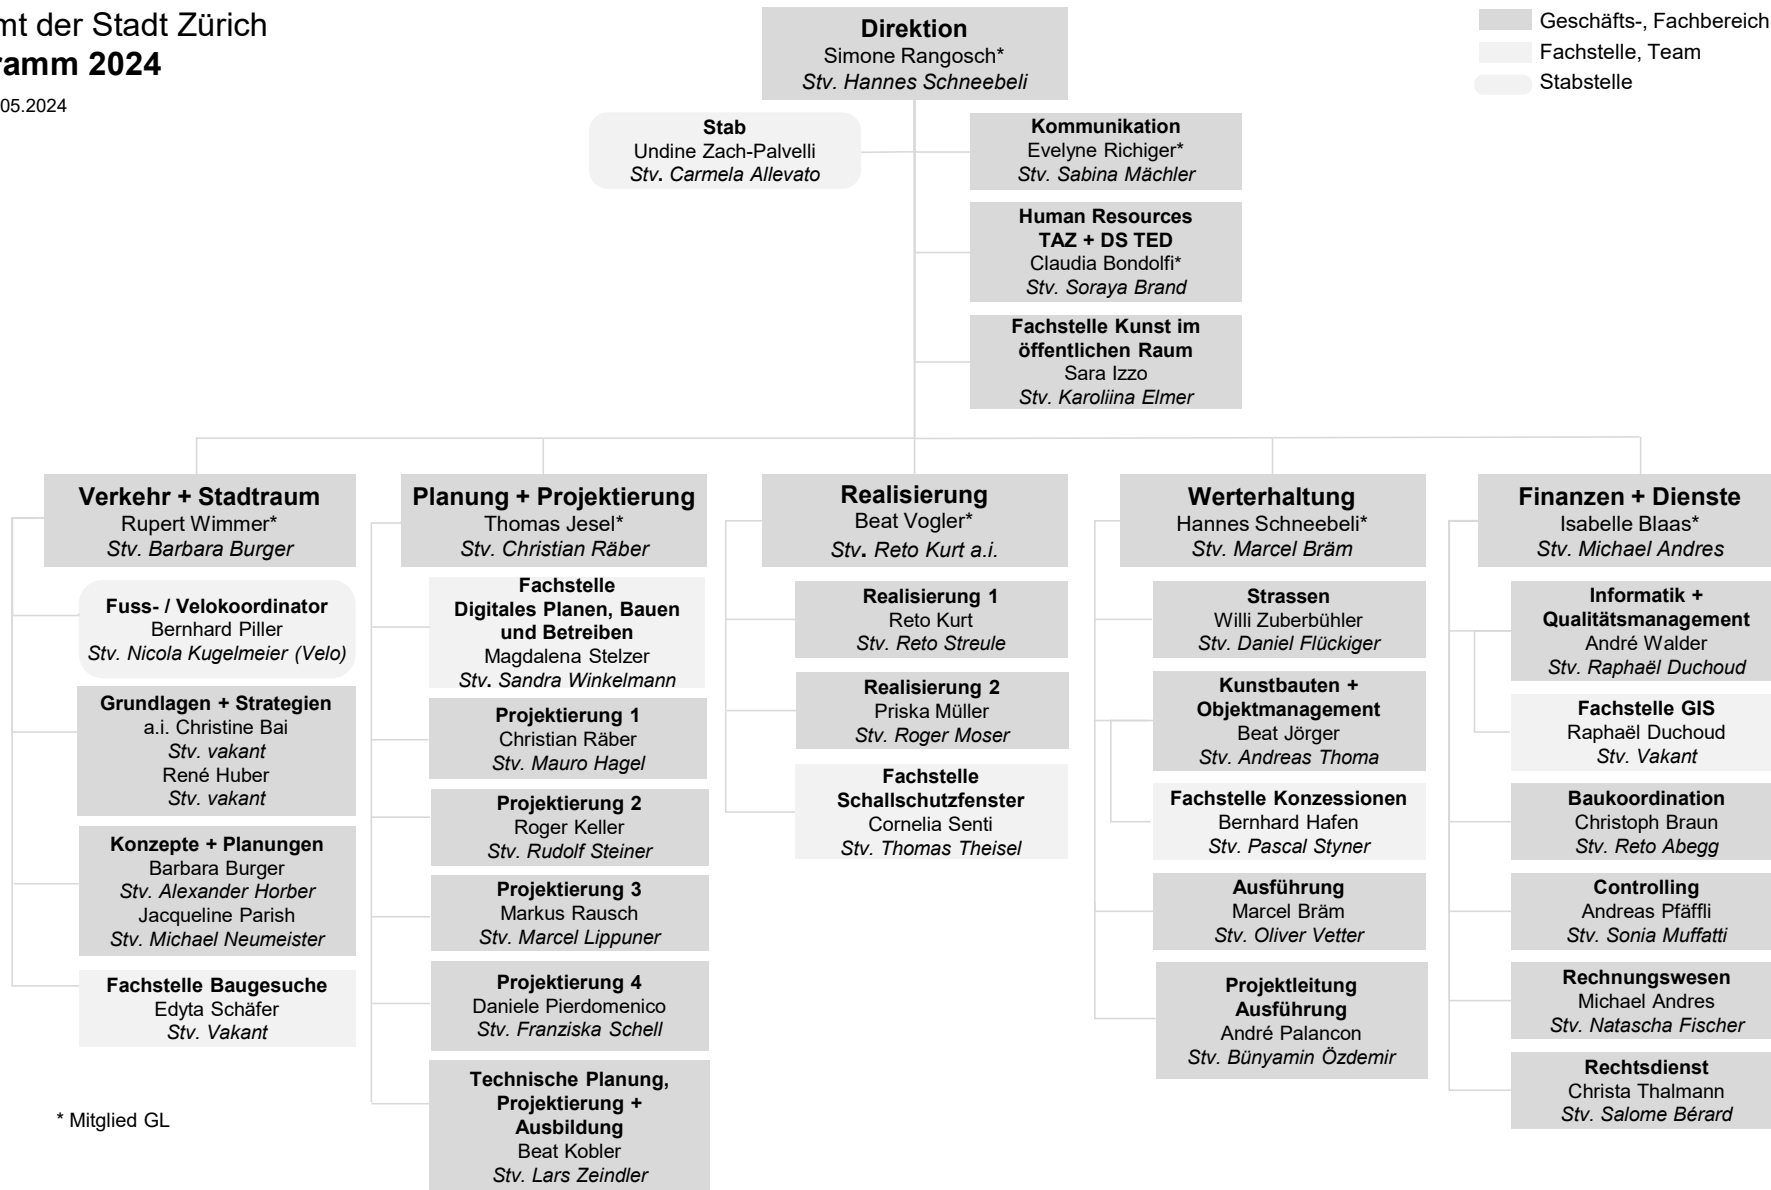 mt der Stadt Zürich
ramm 2024
05.2024
Direktion
Simone Rangosch*
Stv. Hannes Schneebeli
Geschäfts-, Fachbereich
Fachstelle, Team
Stabstelle
Stab
Undine Zach-Palvelli
Stv. Carmela Allevato
Kommunikation
Evelyne Richiger*
Stv. Sabina Mächler
Human Resources
TAZ + DS TED
Claudia Bondolfi*
Stv. Soraya Brand
Fachstelle Kunst im
öffentlichen Raum
Sara Izzo
Stv. Karoliina Elmer
Verkehr + Stadtraum
Rupert Wimmer*
Stv. Barbara Burger
Fuss- / Velokoordinator
Bernhard Piller
Stv. Nicola Kugelmeier (Velo)
Grundlagen + Strategien
a.i. Christine Bai
Stv. vakant
René Huber
Stv. vakant
Konzepte + Planungen
Barbara Burger
Stv. Alexander Horber
Jacqueline Parish
Stv. Michael Neumeister
Fachstelle Baugesuche
Edyta Schäfer
Stv. Vakant
* Mitglied GL
Planung + Projektierung
Thomas Jesel*
Stv. Christian Räber
Fachstelle
Digitales Planen, Bauen
und Betreiben
Magdalena Stelzer
Stv. Sandra Winkelmann
Projektierung 1
Christian Räber
Stv. Mauro Hagel
Projektierung 2
Roger Keller
Stv. Rudolf Steiner
Projektierung 3
Markus Rausch
Stv. Marcel Lippuner
Projektierung 4
Daniele Pierdomenico
Stv. Franziska Schell
Technische Planung,
Projektierung +
Ausbildung
Beat Kobler
Stv. Lars Zeindler
Realisierung
Beat Vogler*
Stv. Reto Kurt a.i.
Realisierung 1
Reto Kurt
Stv. Reto Streule
Realisierung 2
Priska Müller
Stv. Roger Moser
Fachstelle
Schallschutzfenster
Cornelia Senti
Stv. Thomas Theisel
Werterhaltung
Hannes Schneebeli*
Stv. Marcel Bräm
Strassen
Willi Zuberbühler
Stv. Daniel Flückiger
Kunstbauten +
Objektmanagement
Beat Jörger
Stv. Andreas Thoma
Fachstelle Konzessionen
Bernhard Hafen
Stv. Pascal Styner
Ausführung
Marcel Bräm
Stv. Oliver Vetter
Projektleitung
Ausführung
André Palancon
Stv. Bünyamin Özdemir
Finanzen + Dienste
Isabelle Blaas*
Stv. Michael Andres
Informatik +
Qualitätsmanagement
André Walder
Stv. Raphaël Duchoud
Fachstelle GIS
Raphaël Duchoud
Stv. Vakant
Baukoordination
Christoph Braun
Stv. Reto Abegg
Controlling
Andreas Pfäffli
Stv. Sonia Muffatti
Rechnungswesen
Michael Andres
Stv. Natascha Fischer
Rechtsdienst
Christa Thalmann
Stv. Salome Bérard